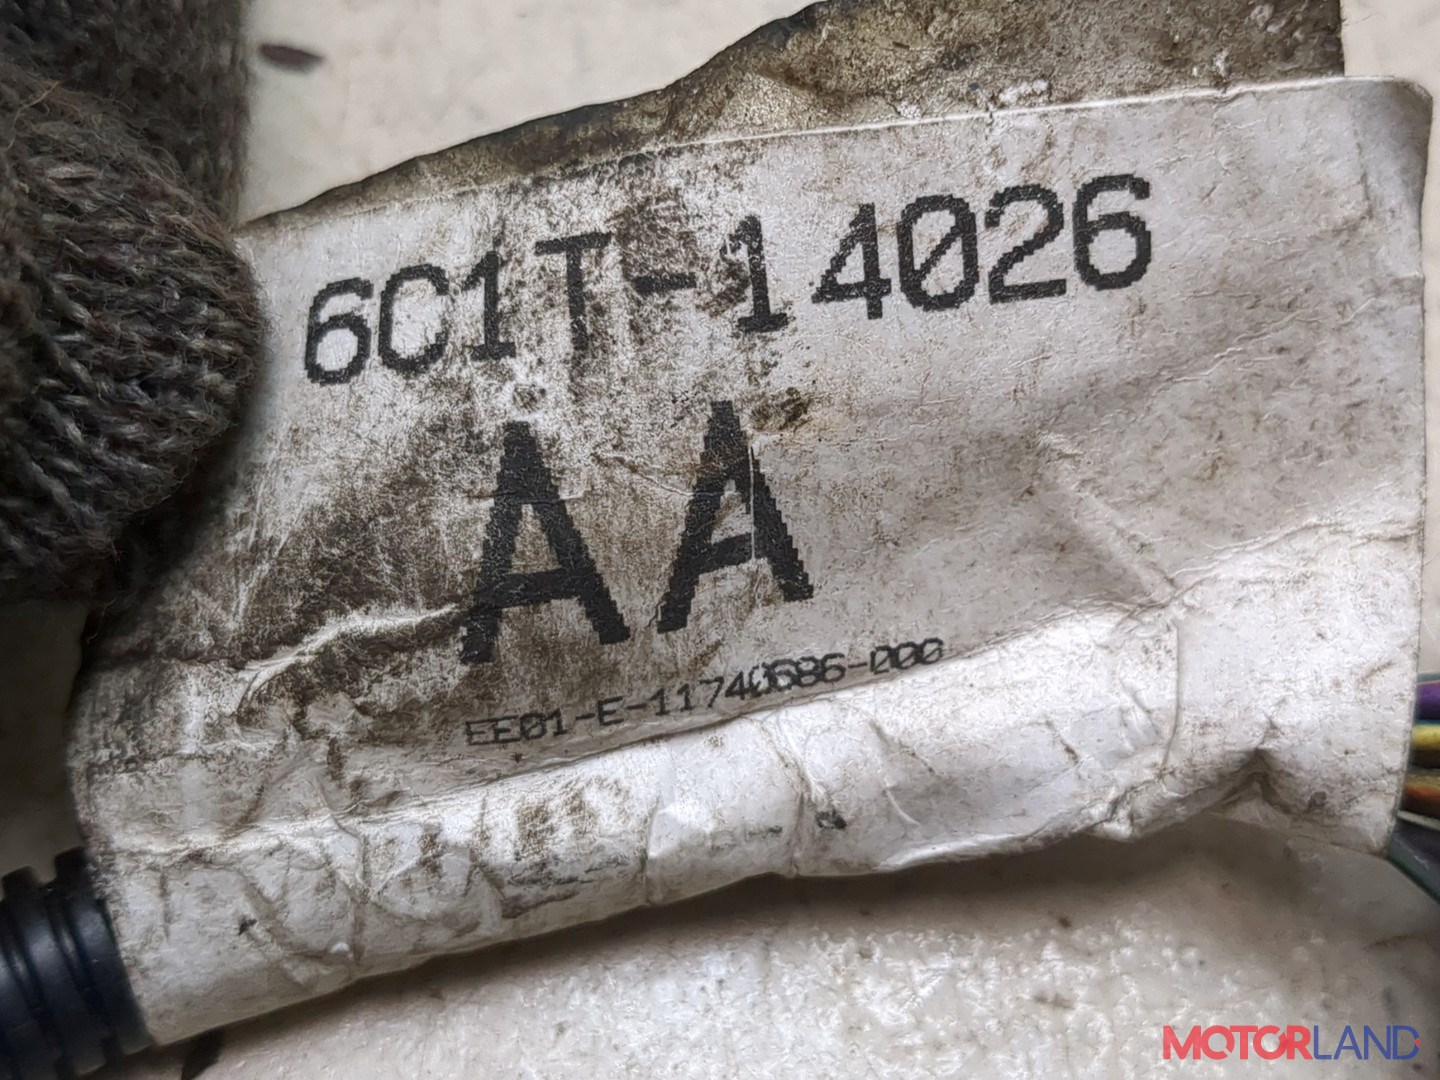 6C1T-14026
AA
EE01-E-11740686-000
MOTORLAND